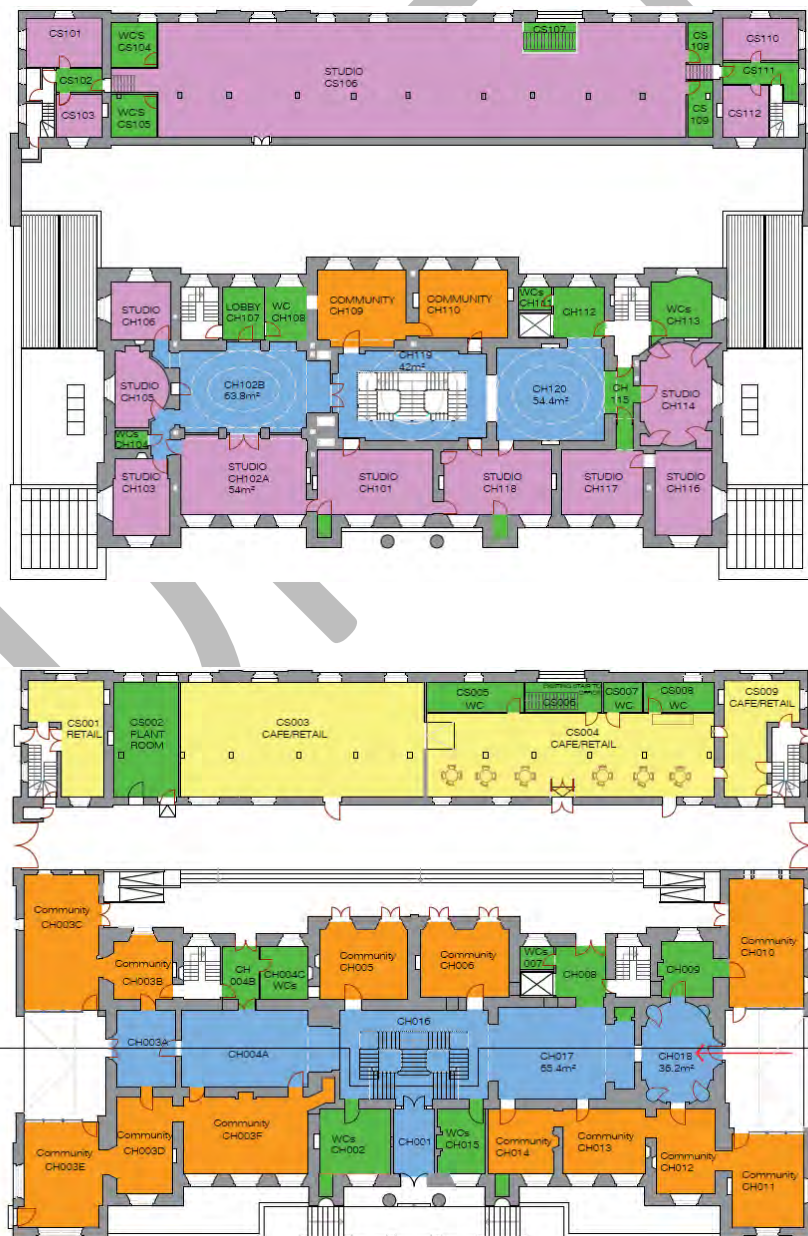 CS101
WC'S
CS104
CS107
CS
108
CS110
CS102
STUDIO
CS106
CS111
CS103
WC'S
CS105
CS
109
CS112
STUDIO
CH106
LOBBY
CH107
WC
CH108
COMMUNITY
CH109
COMMUNITY
CH110
WCs
CH111
CH112
WCs
CH113
CH119
42m²
STUDIO
CH105
CH102B
63.8m²
CH120
54.4m²
CH
115
STUDIO
CH114
WCs
CH104
STUDIO
CH103
STUDIO
CH102A
54m²
STUDIO
CH101
STUDIO
CH118
STUDIO
CH117
STUDIO
CH116
CS001
RETAIL
CS002
PLANT
ROOM
CS003
CAFE/RETAIL
CS005
WC
EXISTING STAIR TO
OFFICE
CS006
CS007
WC
CS008
WC
CS009
CAFE/RETAIL
CS004
CAFE/RETAIL
Community
CH003C
Community
CH003B
CH
004B
CH004C
WCs
Community
CH005
Community
CH006
WCs
007
CH008
CH009
Community
CH010
CH003A
CH004A
CH016
CH017
65.4m²
CH018
36.2m²
Community
CH003E
Community
CH003D
Community
CH003F
WCs
CH002
CH001
WCs
CH015
Community
CH014
Community
CH013
Community
CH012
Community
CH011